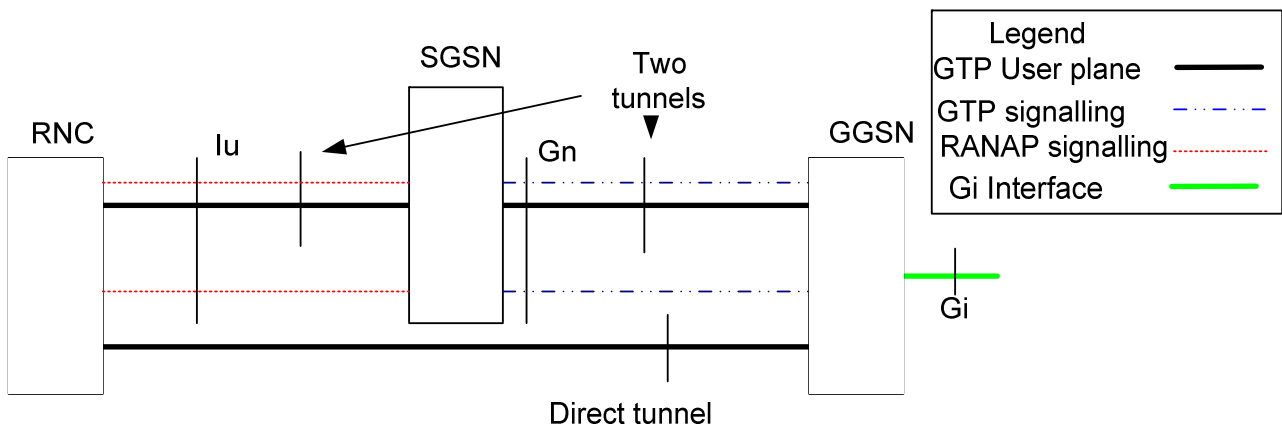 SGSN
Two
tunnels
RNC
Iu
Gn
GGSN
Legend
GTP User plane
GTP signalling
RANAP signalling
Gi Interface
Gi
Direct tunnel